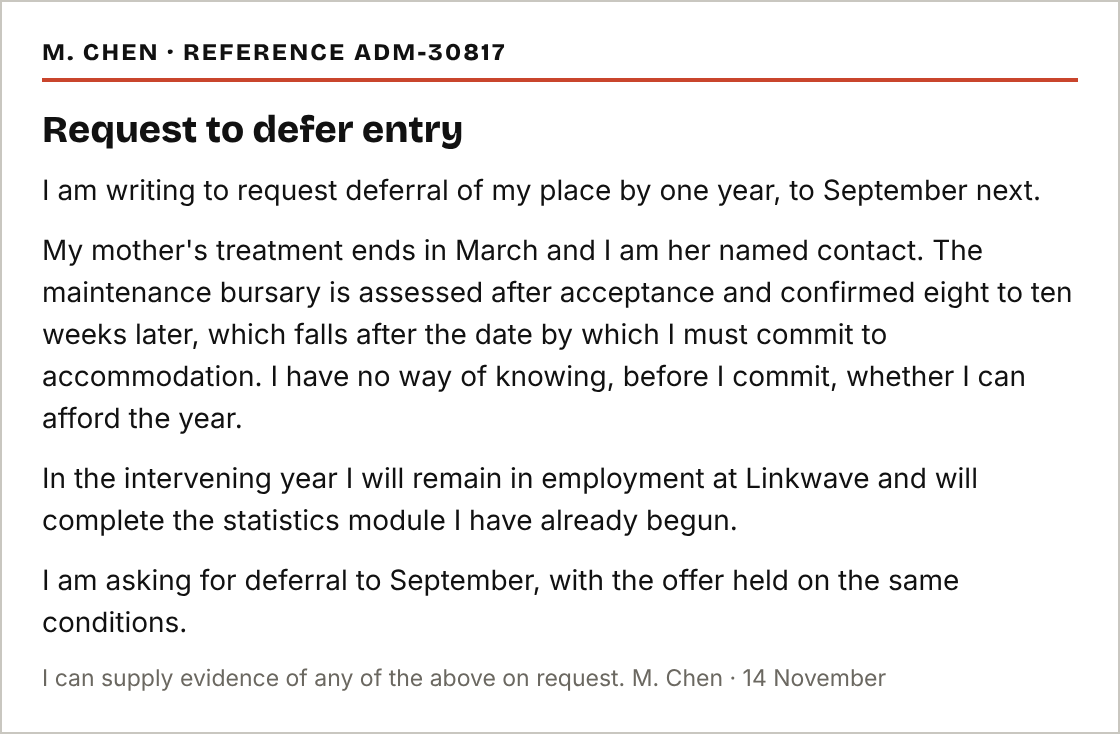 M. CHEN · REFERENCE ADM-30817
Request to defer entry
I am writing to request deferral of my place by one year, to September next.
My mother's treatment ends in March and I am her named contact. The
maintenance bursary is assessed after acceptance and confirmed eight to ten
weeks later, which falls after the date by which I must commit to
accommodation. I have no way of knowing, before I commit, whether I can
afford the year.
In the intervening year I will remain in employment at Linkwave and will
complete the statistics module I have already begun.
I am asking for deferral to September, with the offer held on the same
conditions.
I can supply evidence of any of the above on request. M. Chen · 14 November